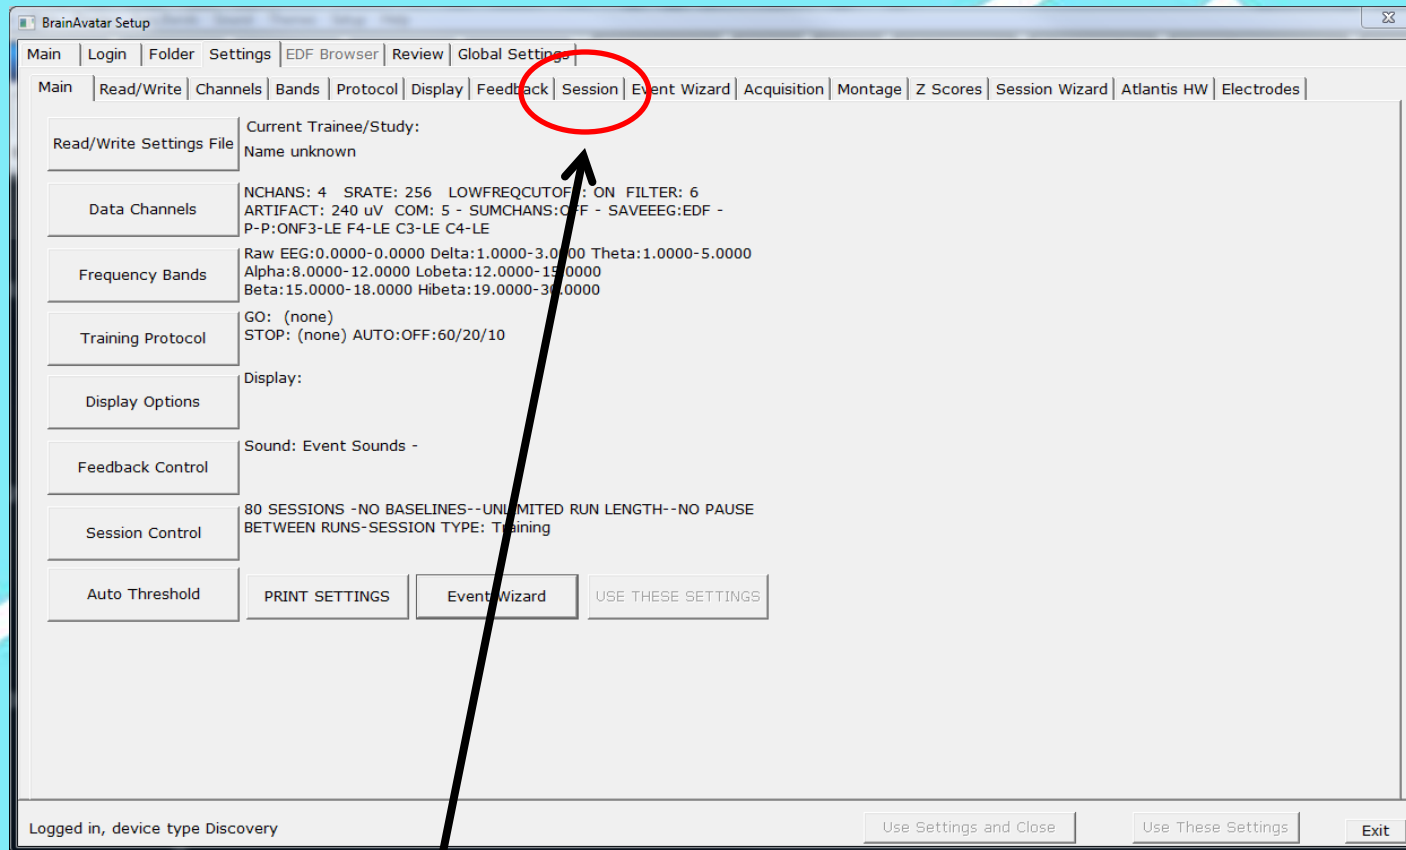 BrainAvatar Setup
Main Login Folder Settings EDF Browser Review Global Settings
Main Read/Write Channels Bands Protocol Display Feedback Session Event Wizard Acquisition Montage Z Scores Session Wizard Atlantis HW Electrodes
Read/Write Settings File
Current Trainee/Study:
Name unknown
Data Channels
NCHANS: 4 SRATE: 256 LOWFREQCUTOFF: ON FILTER: 6
ARTIFACT: 240 uV COM: 5 - SUMCHANS:OFF - SAVEEEG:EDF -
P-P:ONF3-LE F4-LE C3-LE C4-LE
Frequency Bands
Raw EEG:0.0000-0.0000 Delta:1.0000-3.0000 Theta:1.0000-5.0000
Alpha:8.0000-12.0000 Lobeta:12.0000-15.0000
Beta:15.0000-18.0000 Hibeta:19.0000-30.0000
Training Protocol
GO: (none)
STOP: (none) AUTO:OFF:60/20/10
Display Options
Display:
Feedback Control
Sound: Event Sounds -
Session Control
80 SESSIONS -NO BASELINES--UNLIMITED RUN LENGTH--NO PAUSE
BETWEEN RUNS-SESSION TYPE: Training
Auto Threshold
PRINT SETTINGS
Event Wizard
USE THESE SETTINGS
Logged in, device type Discovery
Use Settings and Close
Use These Settings
Exit